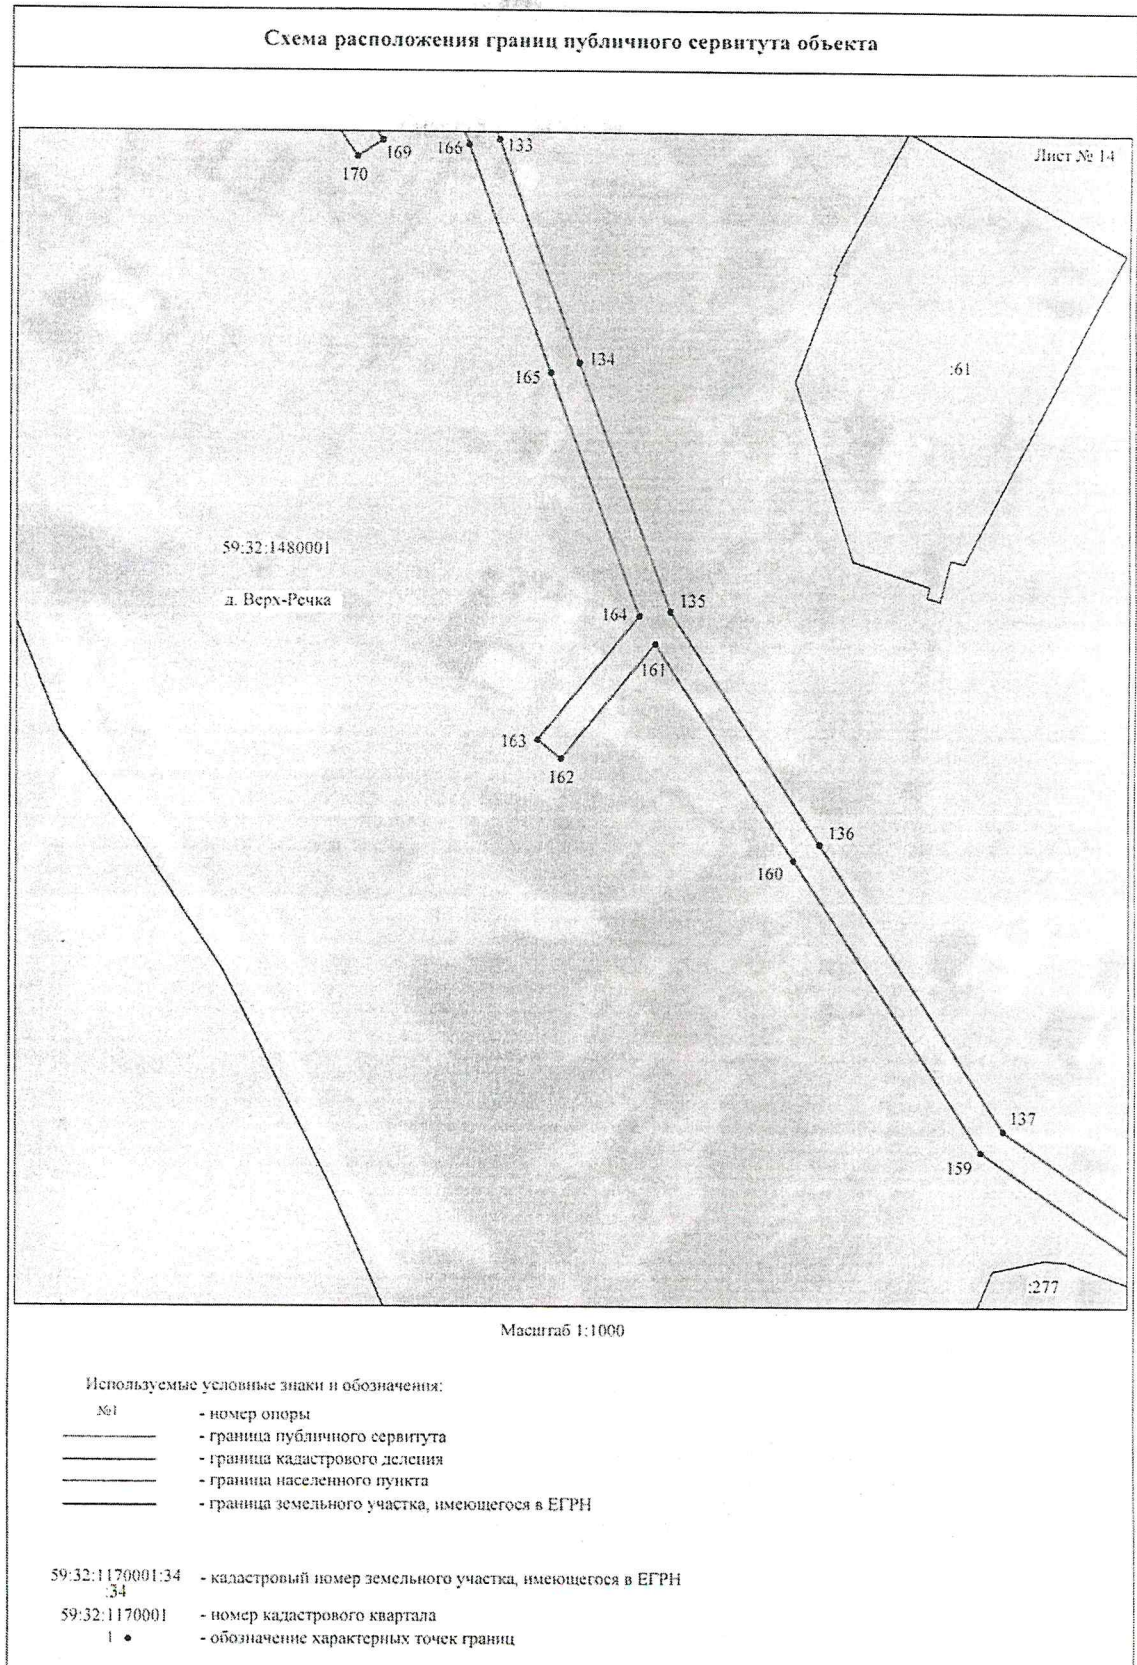 Схема расположения границ публичного сервитута объекта
Лист № 14
169
170
166
133
134
165
:61
59:32:1480001
д. Верх-Речка
164
135
161
163
162
136
160
137
159
:277
Масштаб 1:1000
Используемые условные знаки и обозначения:
№1 - номер опоры
- граница публичного сервитута
- граница кадастрового деления
- граница населенного пункта
- граница земельного участка, имеющегося в ЕГРН
59:32:1170001:34 - кадастровый номер земельного участка, имеющегося в ЕГРН
:34
59:32:1170001 - номер кадастрового квартала
1 ● - обозначение характерных точек границ